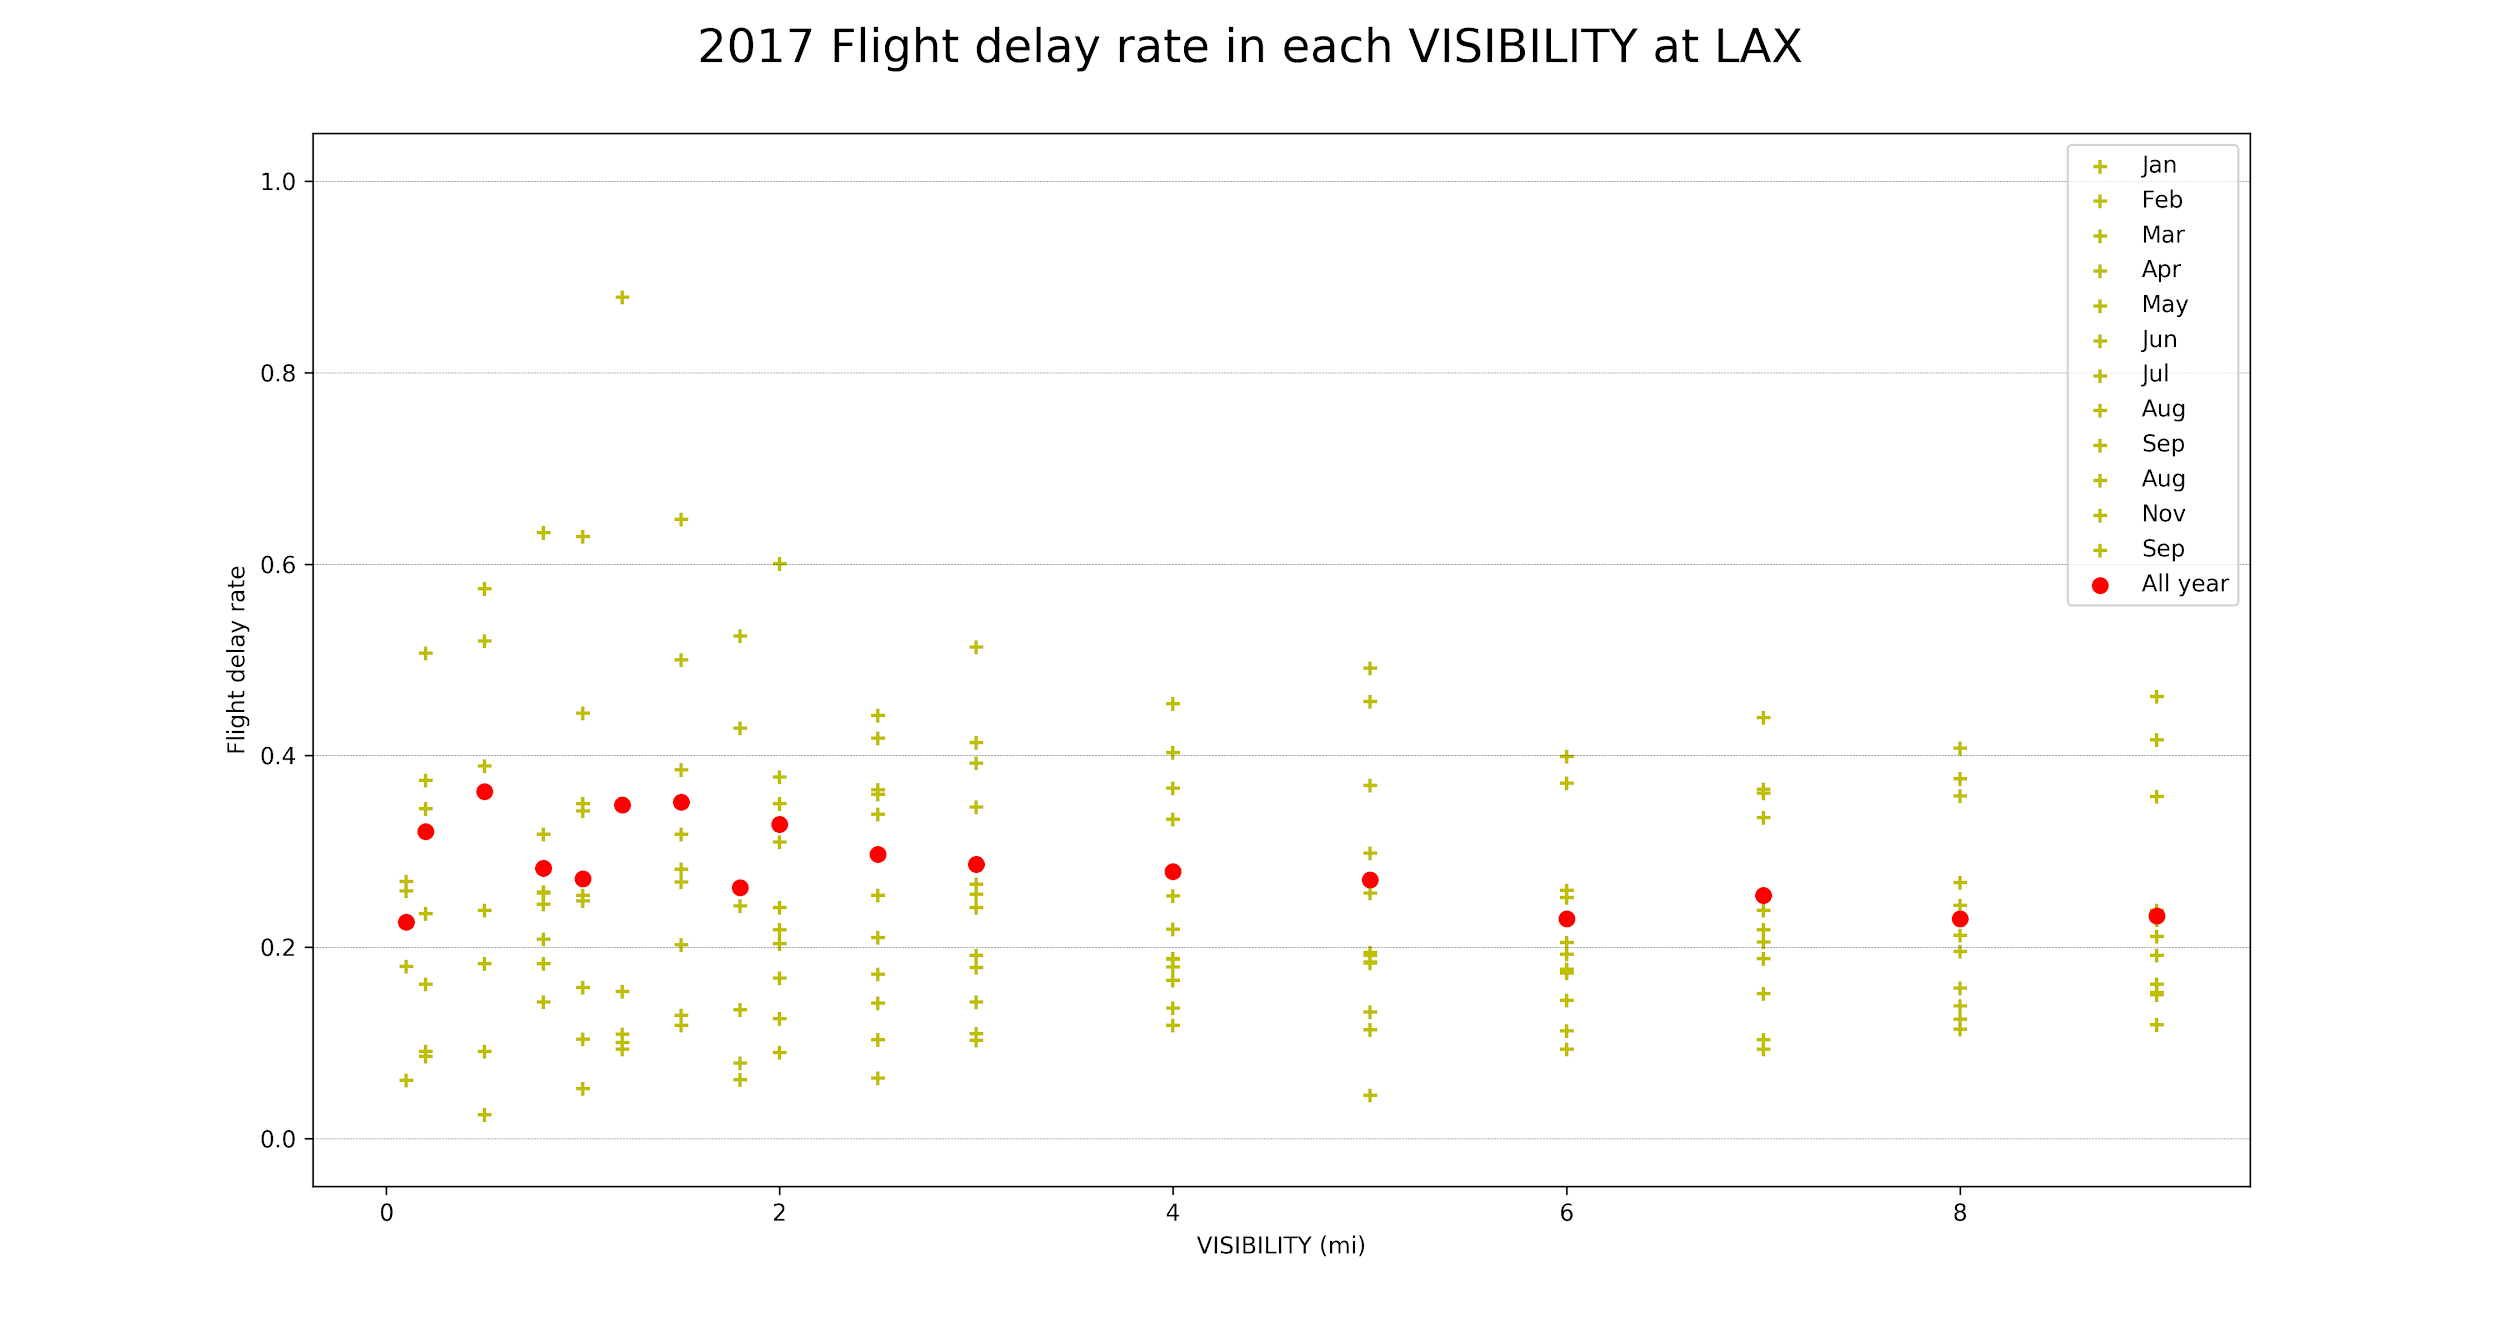 2017 Flight delay rate in each VISIBILITY at LAX
1.0
0.8
0.6
0.4
0.2
0.0
Flight delay rate
0
2
4
6
8
VISIBILITY (mi)
Jan
Feb
Mar
Apr
May
Jun
Jul
Aug
Sep
Aug
Nov
Sep
All year